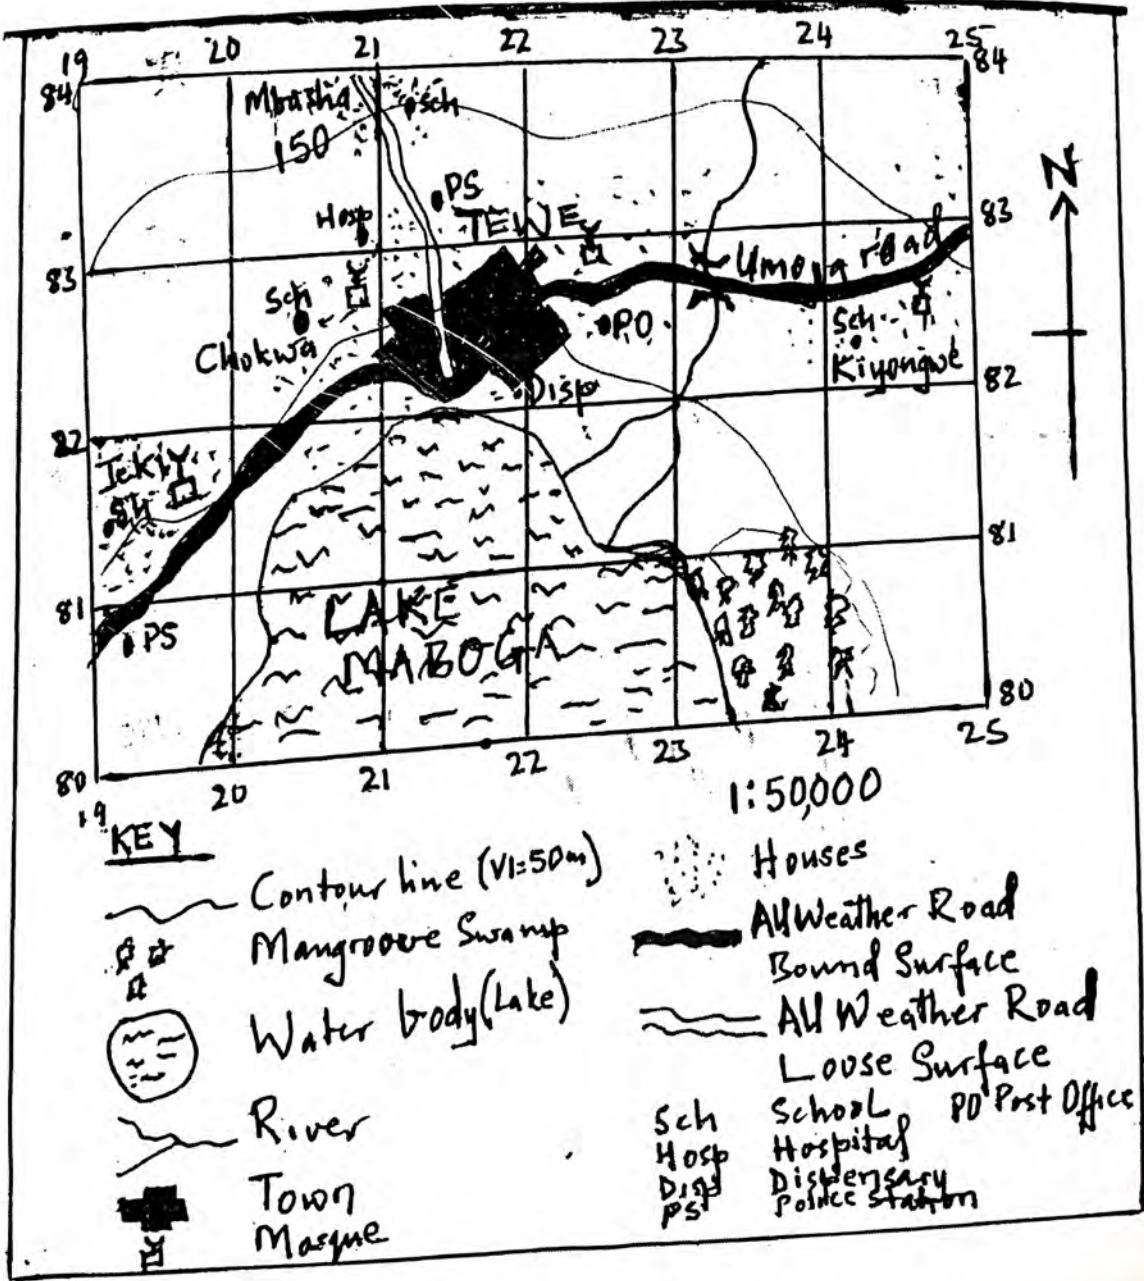 19 20 21 22 23 24 25
84 84
Mbasha
Sch
150
PS
Hosp
TEWE
83 83
Umoja road
Sch
PO
Sch
Chokwa
Kiyongwe
Disp
82
22
Sch
81 81
LAKE
PS
MABOGA
80 80
19 20 21 22 23 24 25
1:50,000
KEY
Contour line (VI=50m)
Mangroove Swamp
Water body (Lake)
River
Town
Masque
Houses
All Weather Road
Bound Surface
All Weather Road
Loose Surface
Sch School PO Post Office
Hosp Hospital
Disp Dispensary
PS Police Station